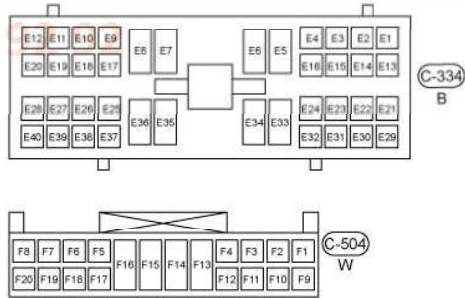 E12 E11 E10 E9 E8 E7 E6 E5 E4 E3 E2 E1
E20 E19 E18 E17 E16 E15 E14 E13
C-334
B
E28 E27 E26 E25 E36 E35 E34 E33 E24 E23 E22 E21
E40 E39 E38 E37 E32 E31 E30 E29
C-504
W
F8 F7 F6 F5 F16 F15 F14 F13 F4 F3 F2 F1
F20 F19 F18 F17 F12 F11 F10 F9